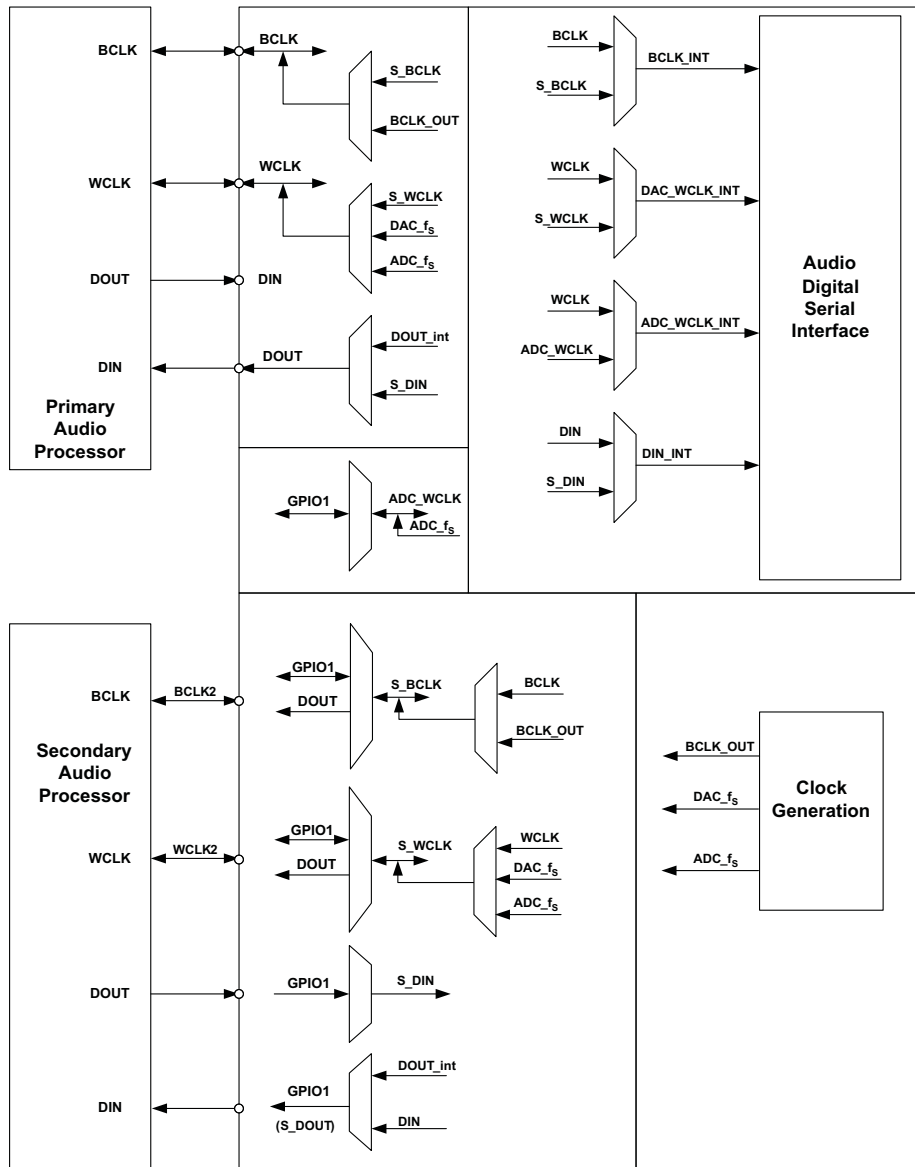 BCLK
WCLK
DOUT
DIN
Primary
Audio
Processor
BCLK
S_BCLK
BCLK_OUT
WCLK
S_WCLK
DAC_fS
ADC_fS
DIN
DOUT_int
DOUT
S_DIN
GPIO1
ADC_WCLK
ADC_fS
BCLK
BCLK_INT
S_BCLK
WCLK
DAC_WCLK_INT
S_WCLK
WCLK
ADC_WCLK_INT
ADC_WCLK
DIN
DIN_INT
S_DIN
Audio
Digital
Serial
Interface
BCLK
BCLK2
Secondary
Audio
Processor
WCLK
WCLK2
DOUT
DIN
GPIO1
DOUT
S_BCLK
BCLK
BCLK_OUT
GPIO1
DOUT
S_WCLK
WCLK
DAC_fS
ADC_fS
GPIO1
S_DIN
DOUT_int
GPIO1
(S_DOUT)
DIN
BCLK_OUT
DAC_fS
ADC_fS
Clock
Generation